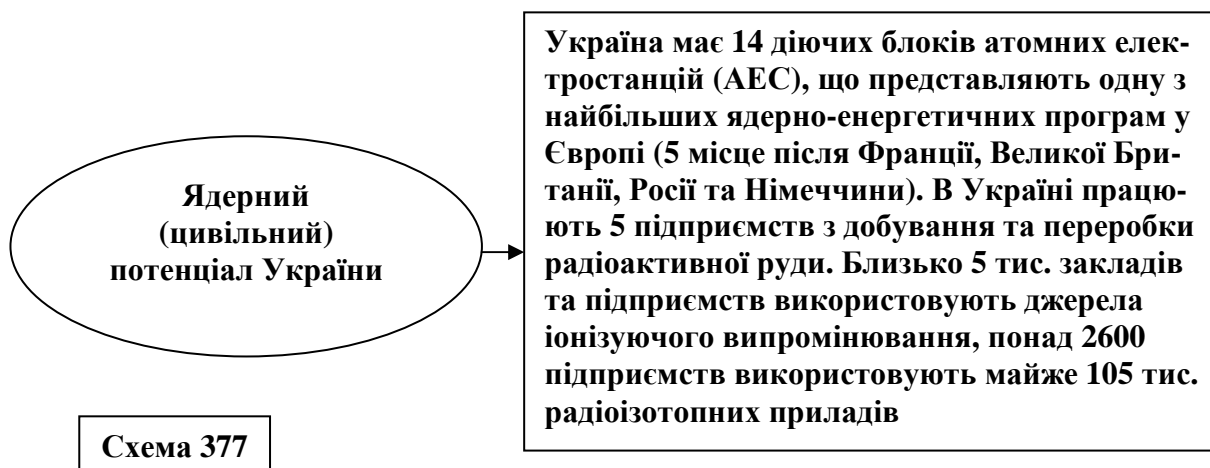 Ядерний
(цивільний)
потенціал України
Україна має 14 діючих блоків атомних елек-
тростанцій (АЕС), що представляють одну з
найбільших ядерно-енергетичних програм у
Європі (5 місце після Франції, Великої Бри-
танії, Росії та Німеччини). В Україні працю-
ють 5 підприємств з добування та переробки
радіоактивної руди. Близько 5 тис. закладів
та підприємств використовують джерела
іонізуючого випромінювання, понад 2600
підприємств використовують майже 105 тис.
радіоізотопних приладів
Схема 377